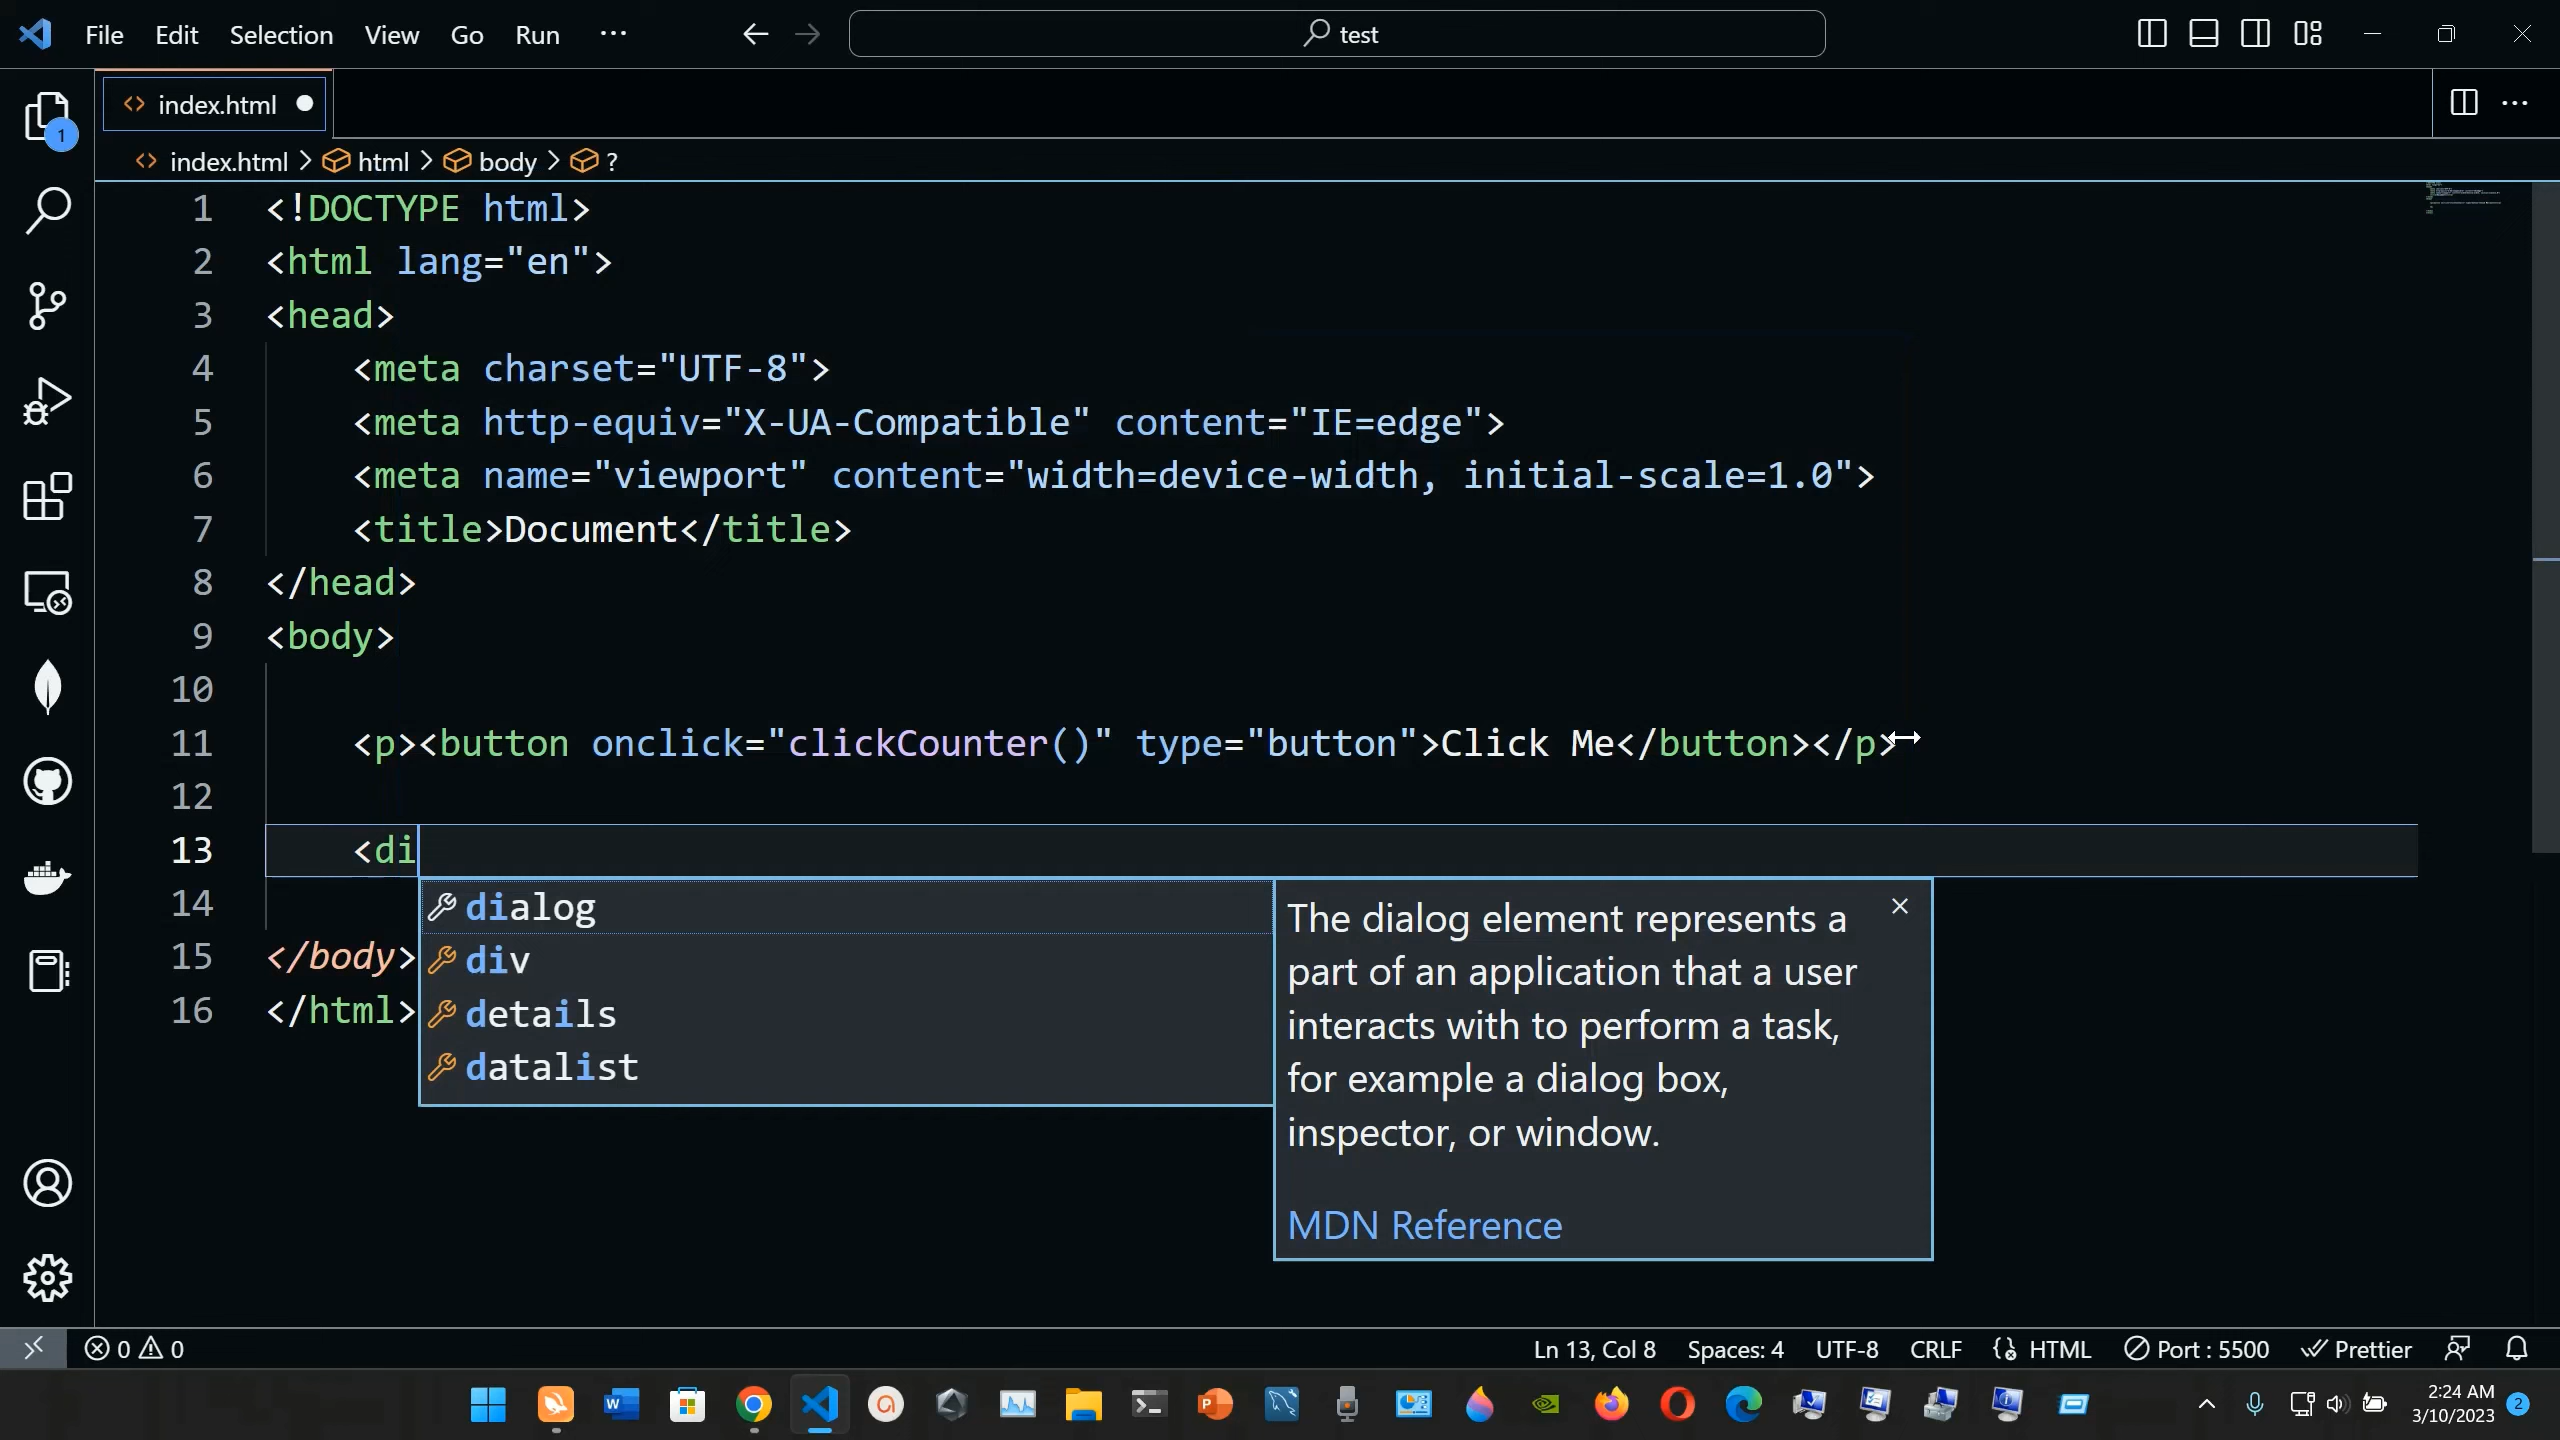 File Edit Selection View Go Run ···
test
index.html
1
index.html > html > body > ?
1 <!DOCTYPE html>
2 <html lang="en">
3 <head>
4 <meta charset="UTF-8">
5 <meta http-equiv="X-UA-Compatible" content="IE=edge">
6 <meta name="viewport" content="width=device-width, initial-scale=1.0">
7 <title>Document</title>
8 </head>
9 <body>
10
11 <p><button onclick="clickCounter()" type="button">Click Me</button></p>
12
13 <di
14
15 </body>
16 </html>
dialog
div
details
datalist
The dialog element represents a
part of an application that a user
interacts with to perform a task,
for example a dialog box,
inspector, or window.
MDN Reference
0 0 Ln 13, Col 8 Spaces: 4 UTF-8 CRLF HTML Port : 5500 Prettier
2:24 AM
3/10/2023
2